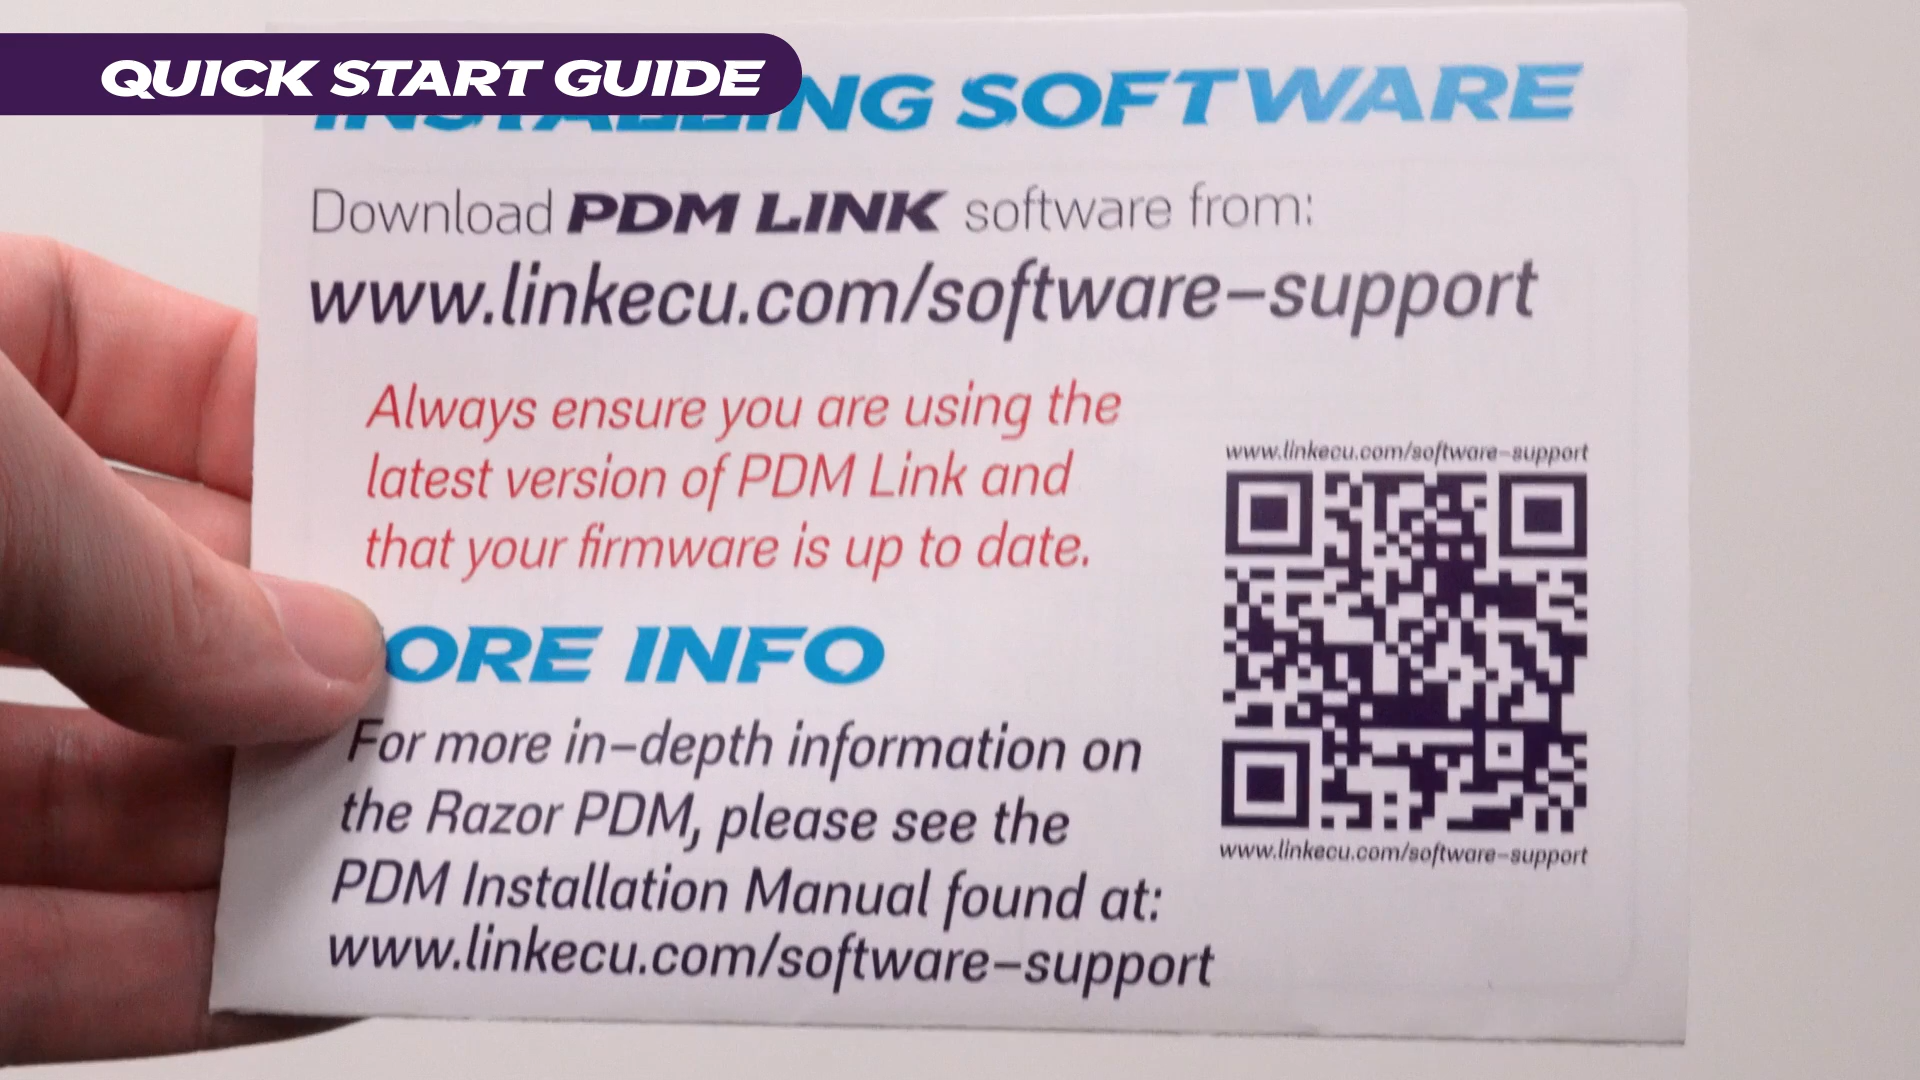 QUICK START GUIDE
NG SOFTWARE
Download PDM LINK software from:
www.linkecu.com/software-support
Always ensure you are using the
latest version of PDM Link and
that your firmware is up to date.
www.linkecu.com/software-support
www.linkecu.com/software-support
ORE INFO
For more in-depth information on
the Razor PDM, please see the
PDM Installation Manual found at:
www.linkecu.com/software-support